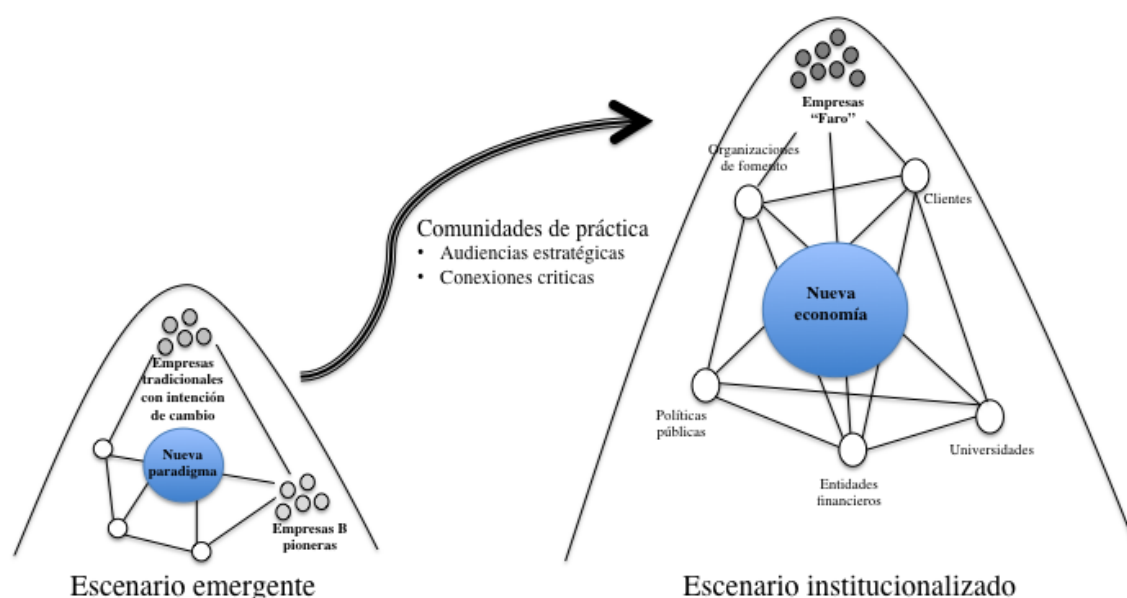 Empresas
tradicionales
con intención
de cambio
Nueva
paradigma
Empresas B
pioneras
Escenario emergente
Comunidades de práctica
• Audiencias estratégicas
• Conexiones criticas
Empresas
“Faro”
Organizaciones
de fomento
Clientes
Nueva
economía
Políticas
públicas
Universidades
Entidades
financieros
Escenario institucionalizado